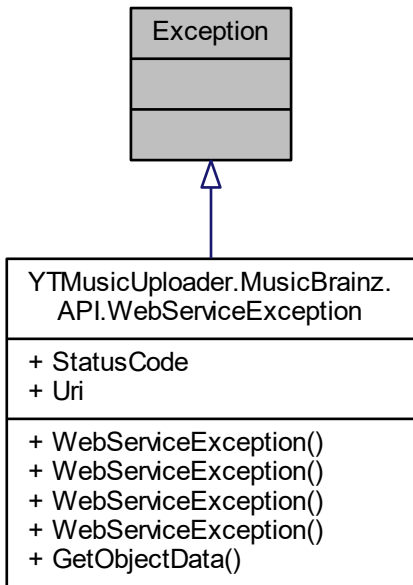 Exception
YTMusicUploader.MusicBrainz.
API.WebServiceException
+ StatusCode
+ Uri
+ WebServiceException()
+ WebServiceException()
+ WebServiceException()
+ WebServiceException()
+ GetObjectData()